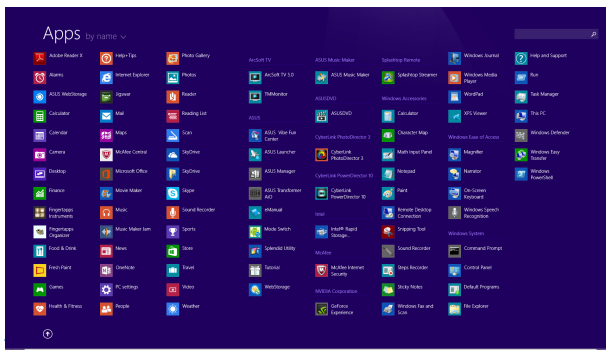 Apps by name
Adobe Reader X
Alarms
ASUS WebStorage
Calculator
Calendar
Camera
Desktop
Finance
Fingertapps
Instruments
Fingertapps
Organizer
Food & Drink
Fresh Paint
Games
Health & Fitness
Help+Tips
Internet Explorer
Jigswar
Mail
Maps
McAfee Central
Microsoft Office
Movie Maker
Music
Music Maker Jam
News
OneNote
PC settings
People
Photo Gallery
Photos
Reader
Reading List
Scan
SkyDrive
SkyDrive
Skype
Sound Recorder
Sports
Store
Travel
Video
Weather
ArcSoft TV
ArcSoft TV 5.0
TMMonitor
ASUS
ASUS Vibe Fun
Center
ASUS Launcher
ASUS Manager
ASUS Transformer
AiO
eManual
Mode Switch
Splendid Utility
Tutorial
WebStorage
ASUS Music Maker
ASUS Music Maker
ASUSDVD
ASUSDVD
CyberLink PhotoDirector 3
CyberLink
PhotoDirector 3
CyberLink PowerDirector 10
CyberLink
PowerDirector 10
Intel
Intel® Rapid
Storage...
McAfee
McAfee Internet
Security
NVIDIA Corporation
GeForce
Experience
Splashtop Remote
Splashtop Streamer
Windows Accessories
Calculator
Character Map
Math Input Panel
Notepad
Paint
Remote Desktop
Connection
Snipping Tool
Sound Recorder
Steps Recorder
Sticky Notes
Windows Fax and
Scan
Windows Journal
Windows Media
Player
WordPad
XPS Viewer
Windows Ease of Access
Magnifier
Narrator
On-Screen
Keyboard
Windows Speech
Recognition
Windows System
Command Prompt
Control Panel
Default Programs
File Explorer
Help and Support
Run
Task Manager
This PC
Windows Defender
Windows Easy
Transfer
Windows
PowerShell